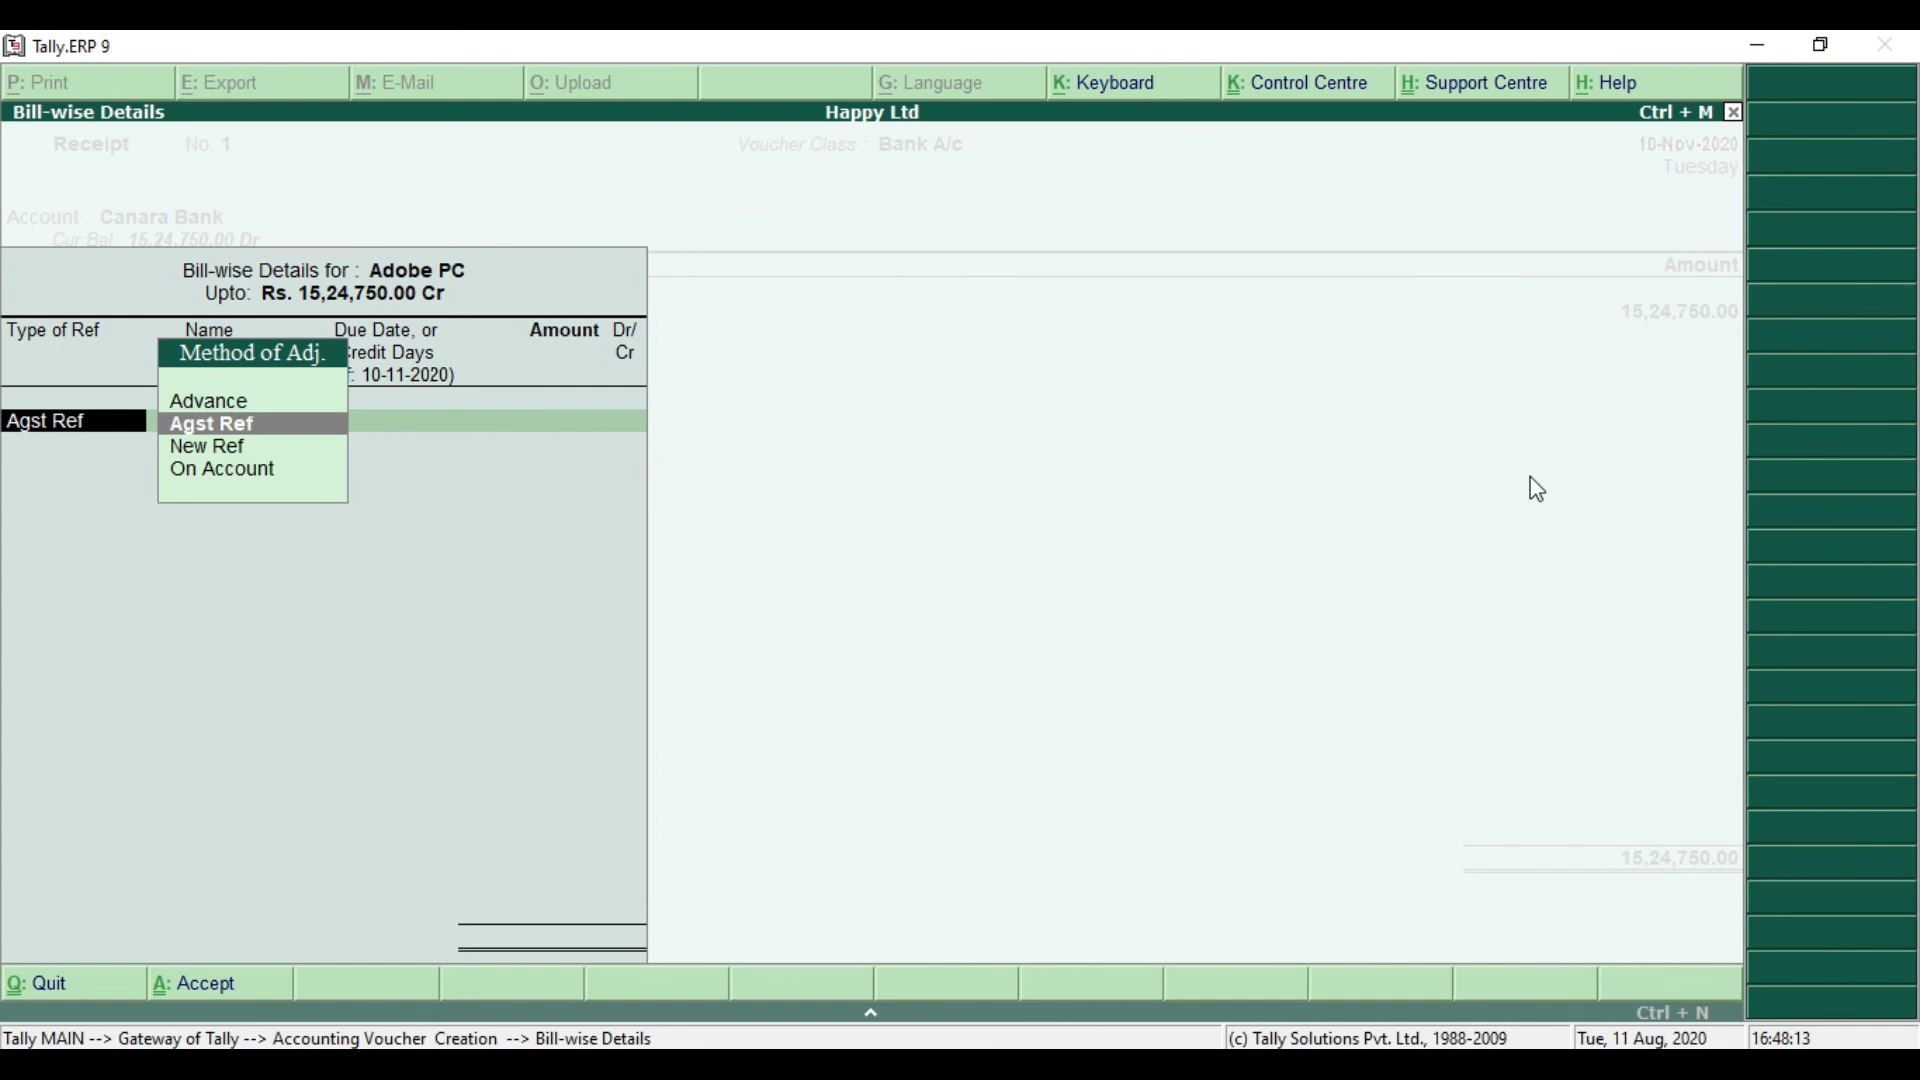 Tally.ERP 9
P: Print E: Export M: E-Mail O: Upload G: Language K: Keyboard K: Control Centre H: Support Centre H: Help
Bill-wise Details Happy Ltd Ctrl + M
Receipt No. 1 Voucher Class : Bank A/c 10-Nov-2020
Tuesday
Account : Canara Bank
Cur Bal: 15,24,750.00 Dr
Amount
15,24,750.00
Bill-wise Details for : Adobe PC
Upto: Rs. 15,24,750.00 Cr
Type of Ref Name Due Date, or Amount Dr/
redit Days Cr
: 10-11-2020)
Method of Adj.
Advance
Agst Ref
Agst Ref
New Ref
On Account
15,24,750.00
Q: Quit A: Accept
Ctrl + N
Tally MAIN --> Gateway of Tally --> Accounting Voucher Creation --> Bill-wise Details (c) Tally Solutions Pvt. Ltd., 1988-2009 Tue, 11 Aug, 2020 16:48:13